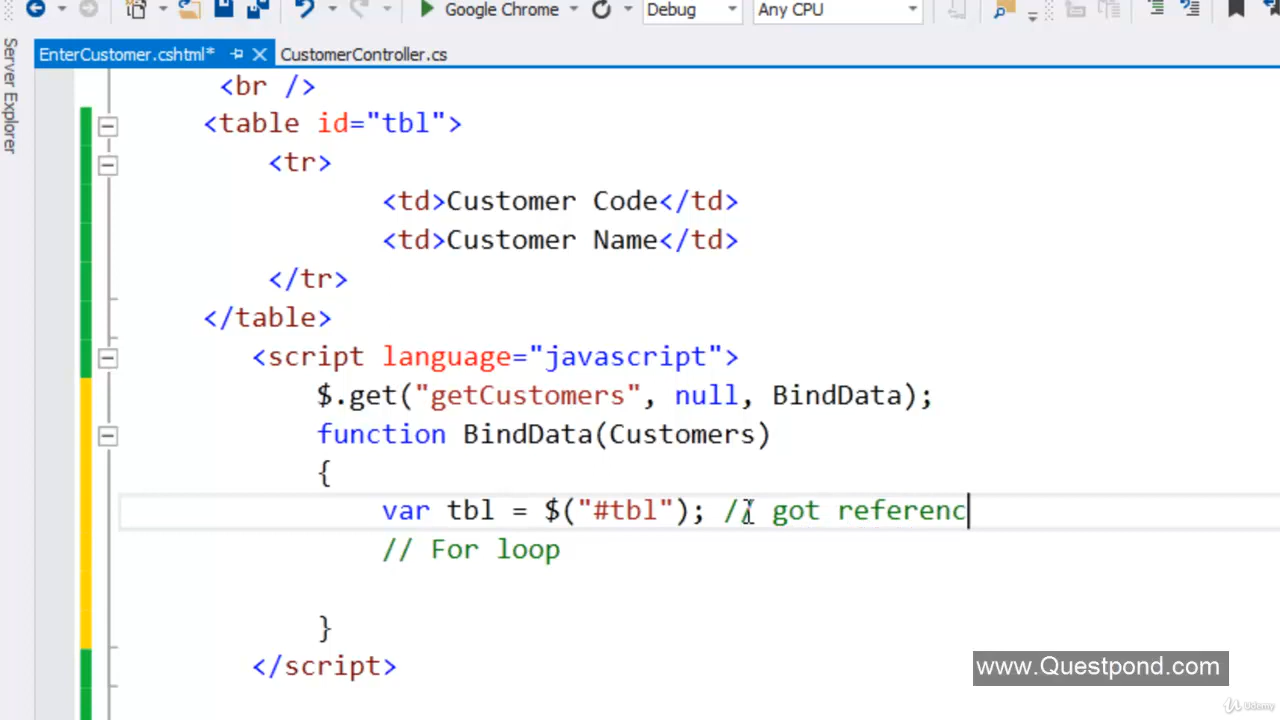 Google Chrome Debug Any CPU
Server Explorer
EnterCustomer.cshtml* CustomerController.cs
<br />
<table id="tbl">
<tr>
<td>Customer Code</td>
<td>Customer Name</td>
</tr>
</table>
<script language="javascript">
$.get("getCustomers", null, BindData);
function BindData(Customers)
{
var tbl = $("#tbl"); // got referenc
// For loop
}
</script>
www.Questpond.com
Udemy